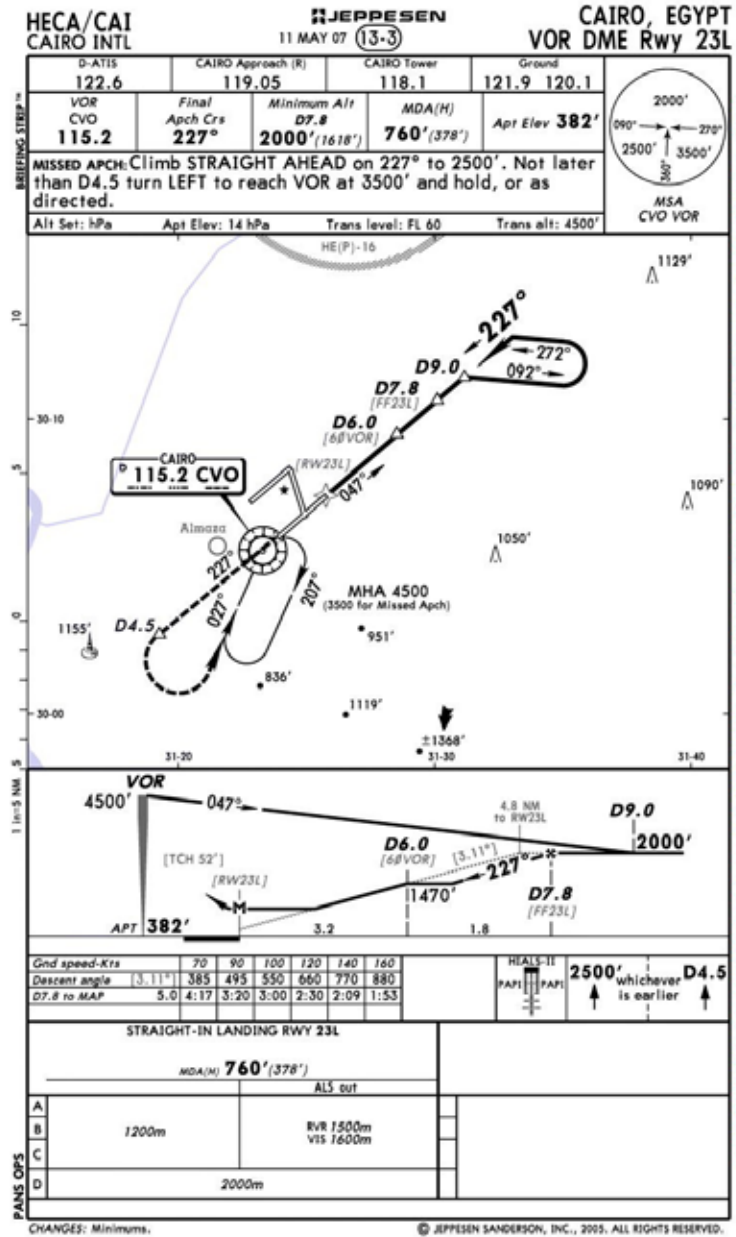 HECA/CAI
CAIRO INTL
JEPPESEN
11 MAY 07 13-3
CAIRO, EGYPT
VOR DME Rwy 23L
BRIEFING STRIP™
D-ATIS
122.6
CAIRO Approach (R)
119.05
CAIRO Tower
118.1
Ground
121.9 120.1
VOR
CVO
115.2
Final
Apch Crs
227°
Minimum Alt
D7.8
2000'(1618')
MDA(H)
760'(378')
Apt Elev 382'
MISSED APCH: Climb STRAIGHT AHEAD on 227° to 2500'. Not later
than D4.5 turn LEFT to reach VOR at 3500' and hold, or as
directed.
Alt Set: hPa Apt Elev: 14 hPa Trans level: FL 60 Trans alt: 4500'
2000'
090° 270°
2500' 3500'
360°
MSA
CVO VOR
HE(P)-16
1129'
10
227°
272°
092°
D9.0
D7.8
[FF23L]
30-10
D6.0
[6ØVOR]
[RW23L]
047°
5
CAIRO
D 115.2 CVO
1090'
Almaza
1050'
227°
027°
207°
MHA 4500
(3500 for Missed Apch)
0
D4.5
1155'
951'
836'
1119'
30-00
±1368'
5
31-20
31-30
31-40
1 in=5 NM
VOR
4500'
047°
4.8 NM
to RW23L
D9.0
2000'
D6.0
[6ØVOR]
[3.11°]
227°
[TCH 52']
[RW23L]
M
1470'
D7.8
[FF23L]
APT 382'
3.2
1.8
Gnd speed-Kts 70 90 100 120 140 160
Descent angle [3.11°] 385 495 550 660 770 880
D7.8 to MAP 5.0 4:17 3:20 3:00 2:30 2:09 1:53
HIALS-II
PAPI PAPI
2500' whichever is earlier D4.5
STRAIGHT-IN LANDING RWY 23L
MDA(H) 760'(378')
ALS out
A
B
C
D
1200m
RVR 1500m
VIS 1600m
2000m
PANS OPS
CHANGES: Minimums.
© JEPPESEN SANDERSON, INC., 2005. ALL RIGHTS RESERVED.